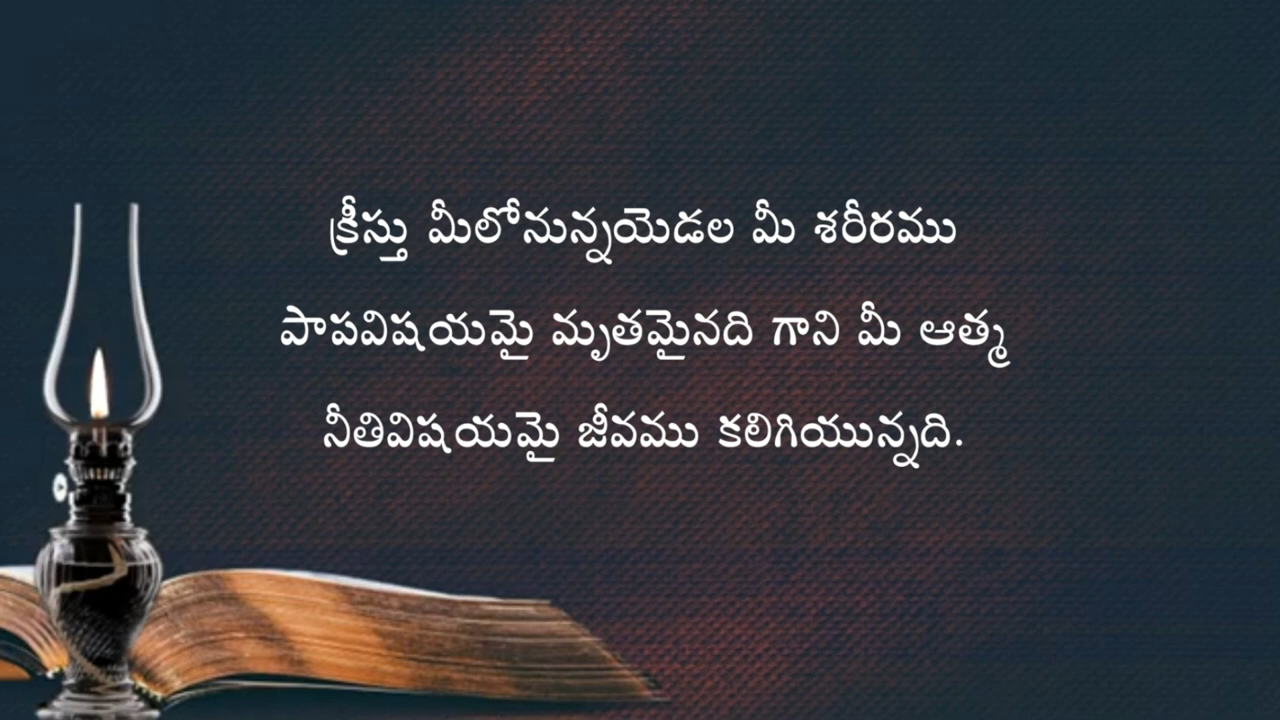 క్రీస్తు మీలోనున్నయెడల మీ శరీరము
పాపవిషయమై మృతమైనది గాని మీ ఆత్మ
నీతివిషయమై జీవము కలిగియున్నది.